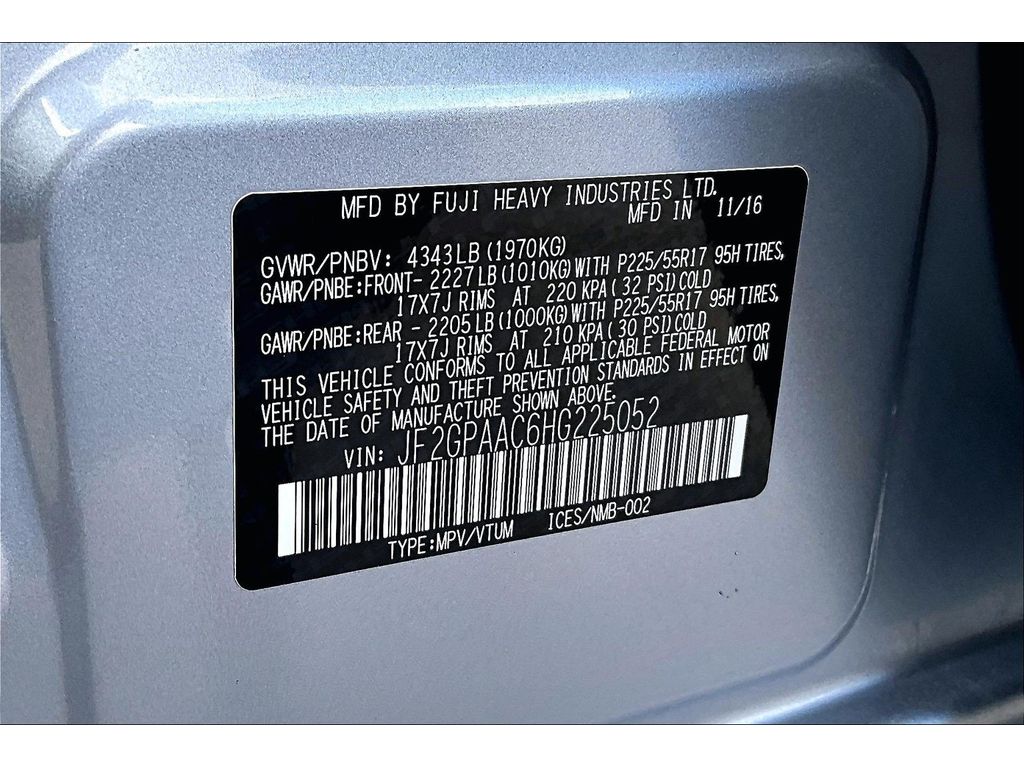 MFD BY FUJI HEAVY INDUSTRIES LTD.
MFD IN 11/16
GVWR/PNBV: 4343LB (1970KG)
GAWR/PNBE:FRONT- 2227LB (1010KG) WITH P225/55R17 95H TIRES,
17X7J RIMS AT 220 KPA ( 32 PSI) COLD
GAWR/PNBE:REAR - 2205LB (1000KG) WITH P225/55R17 95H TIRES,
17X7J RIMS AT 210 KPA ( 30 PSI) COLD
THIS VEHICLE CONFORMS TO ALL APPLICABLE FEDERAL MOTOR
VEHICLE SAFETY AND THEFT PREVENTION STANDARDS IN EFFECT ON
THE DATE OF MANUFACTURE SHOWN ABOVE.
VIN: JF2GPAAC6HG225052
TYPE:MPV/VTUM ICES/NMB-002